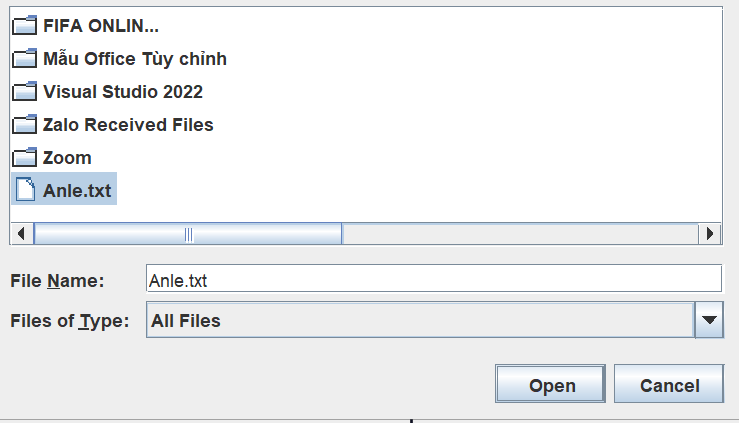 FIFA ONLIN...
Mẫu Office Tùy chỉnh
Visual Studio 2022
Zalo Received Files
Zoom
Anle.txt
File Name: Anle.txt
Files of Type: All Files
Open Cancel